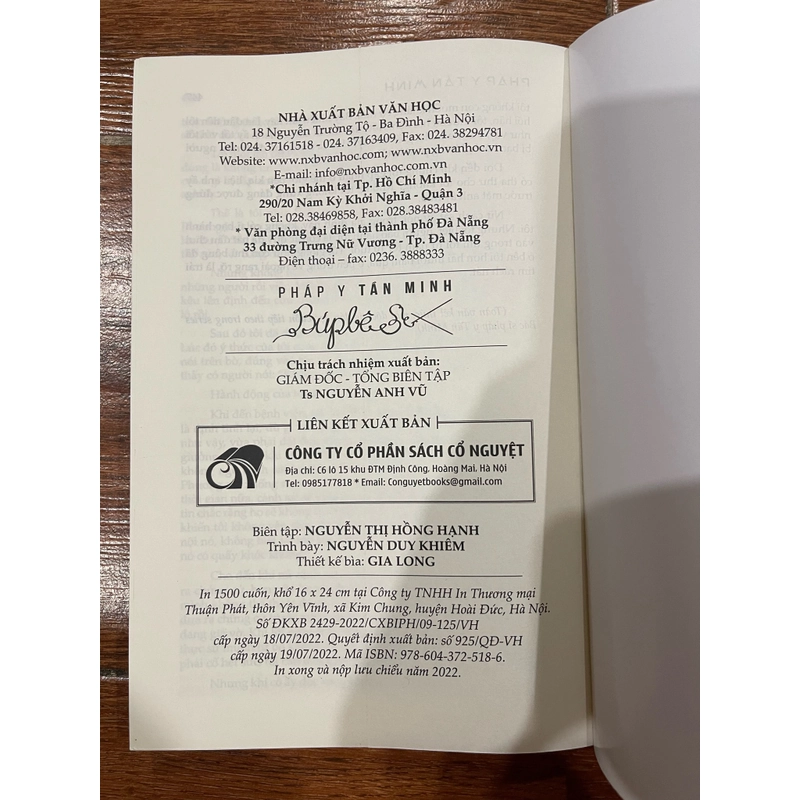 NHÀ XUẤT BẢN VĂN HỌC
18 Nguyễn Trường Tộ - Ba Đình - Hà Nội
Tel: 024. 37161518 - 024. 37163409, Fax: 024. 38294781
Website: www.nxbvanhoc.com; www.nxbvanhoc.vn
E-mail: info@nxbvanhoc.com.vn
*Chi nhánh tại Tp. Hồ Chí Minh
290/20 Nam Kỳ Khởi Nghĩa - Quận 3
Tel: 028.38469858, Fax: 028.38483481
* Văn phòng đại diện tại thành phố Đà Nẵng
33 đường Trưng Nữ Vương - Tp. Đà Nẵng
Điện thoại – fax: 0236. 3888333
PHÁP Y TẦN MINH
Búp bê Sex
Chịu trách nhiệm xuất bản:
GIÁM ĐỐC - TỔNG BIÊN TẬP
Ts NGUYỄN ANH VŨ
LIÊN KẾT XUẤT BẢN
CÔNG TY CỔ PHẦN SÁCH CỔ NGUYỆT
Địa chỉ: C6 lô 15 khu ĐTM Định Công, Hoàng Mai, Hà Nội
Tel: 0985177818 * Email: Conguyetbooks@gmail.com
Biên tập: NGUYỄN THỊ HỒNG HẠNH
Trình bày: NGUYỄN DUY KHIÊM
Thiết kế bìa: GIA LONG
In 1500 cuốn, khổ 16 x 24 cm tại Công ty TNHH In Thương mại
Thuận Phát, thôn Yên Vĩnh, xã Kim Chung, huyện Hoài Đức, Hà Nội.
Số ĐKXB 2429-2022/CXBIPH/09-125/VH
cấp ngày 18/07/2022. Quyết định xuất bản: số 925/QĐ-VH
cấp ngày 19/07/2022. Mã ISBN: 978-604-372-518-6.
In xong và nộp lưu chiểu năm 2022.